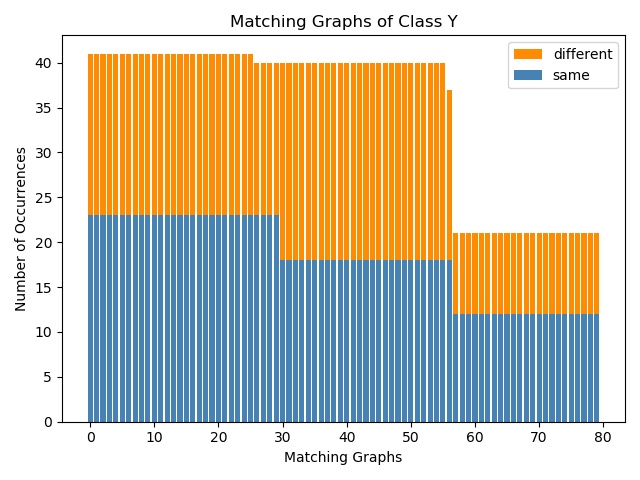 Matching Graphs of Class Y
different
same
Number of Occurrences
40
35
30
25
20
15
10
5
0
0 10 20 30 40 50 60 70 80
Matching Graphs